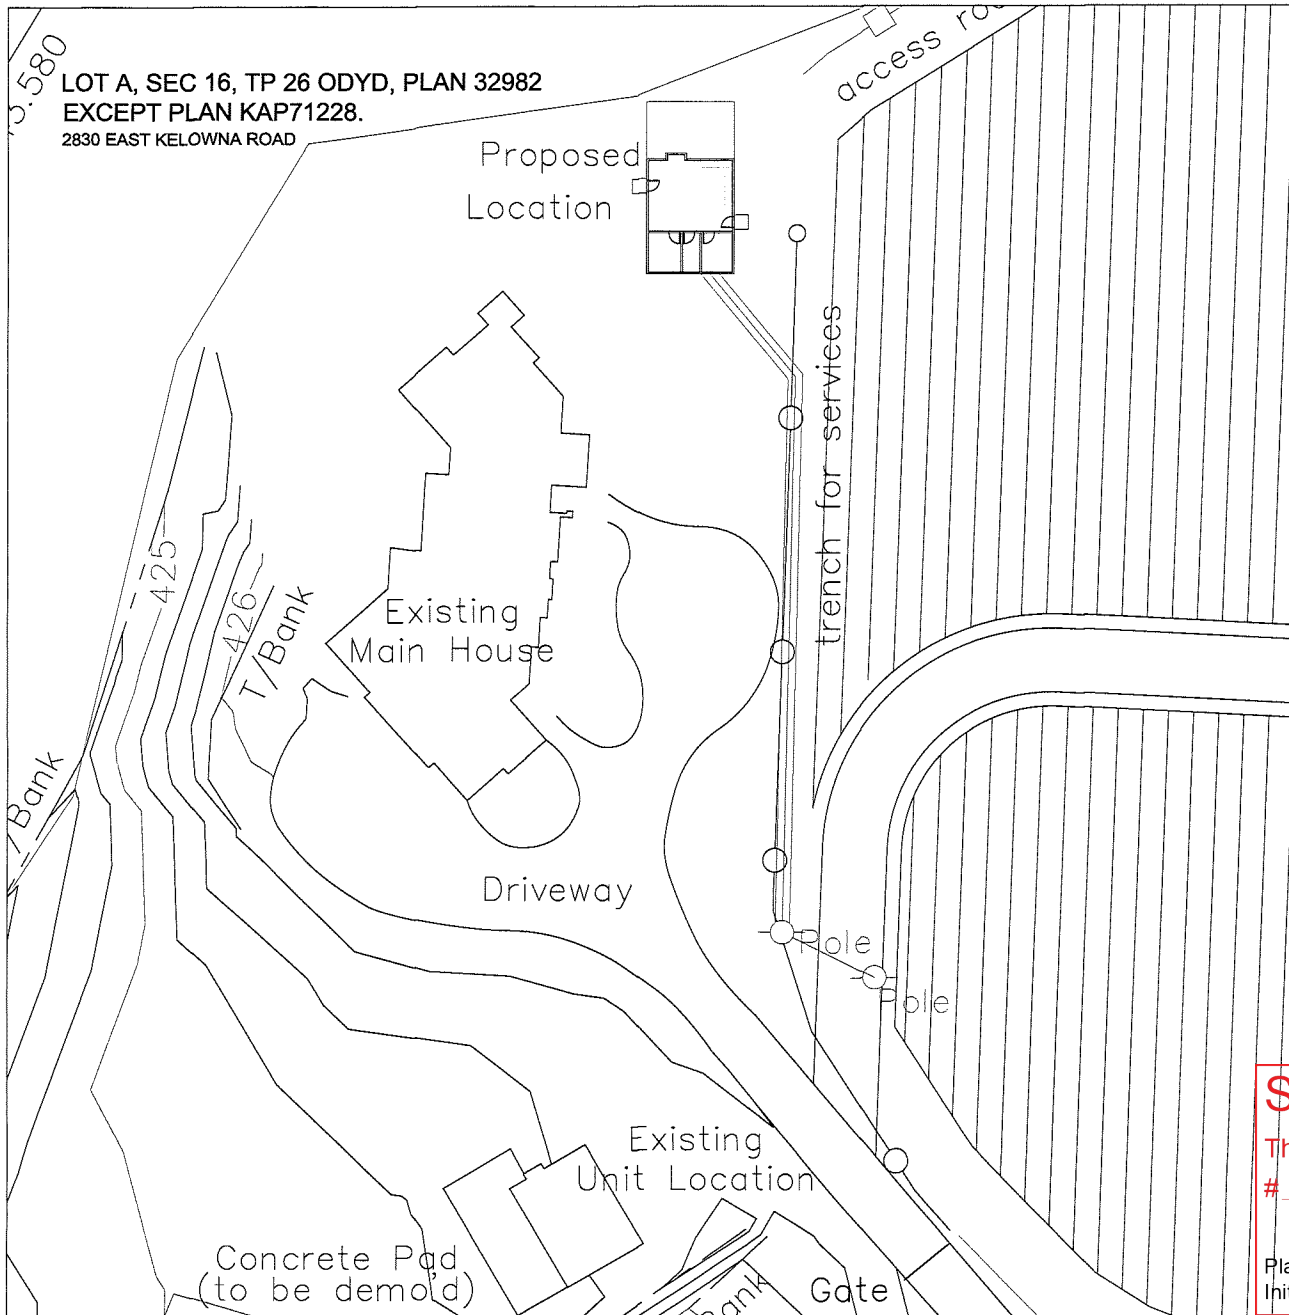 LOT A, SEC 16, TP 26 ODYD, PLAN 32982
EXCEPT PLAN KAP71228.
2830 EAST KELOWNA ROAD
access
Proposed
Location
trench for services
425
426
T/Bank
Existing
Main House
/Bank
Driveway
Pole
Pole
Existing
Unit Location
Concrete Pad
(to be demo'd)
Gate
#